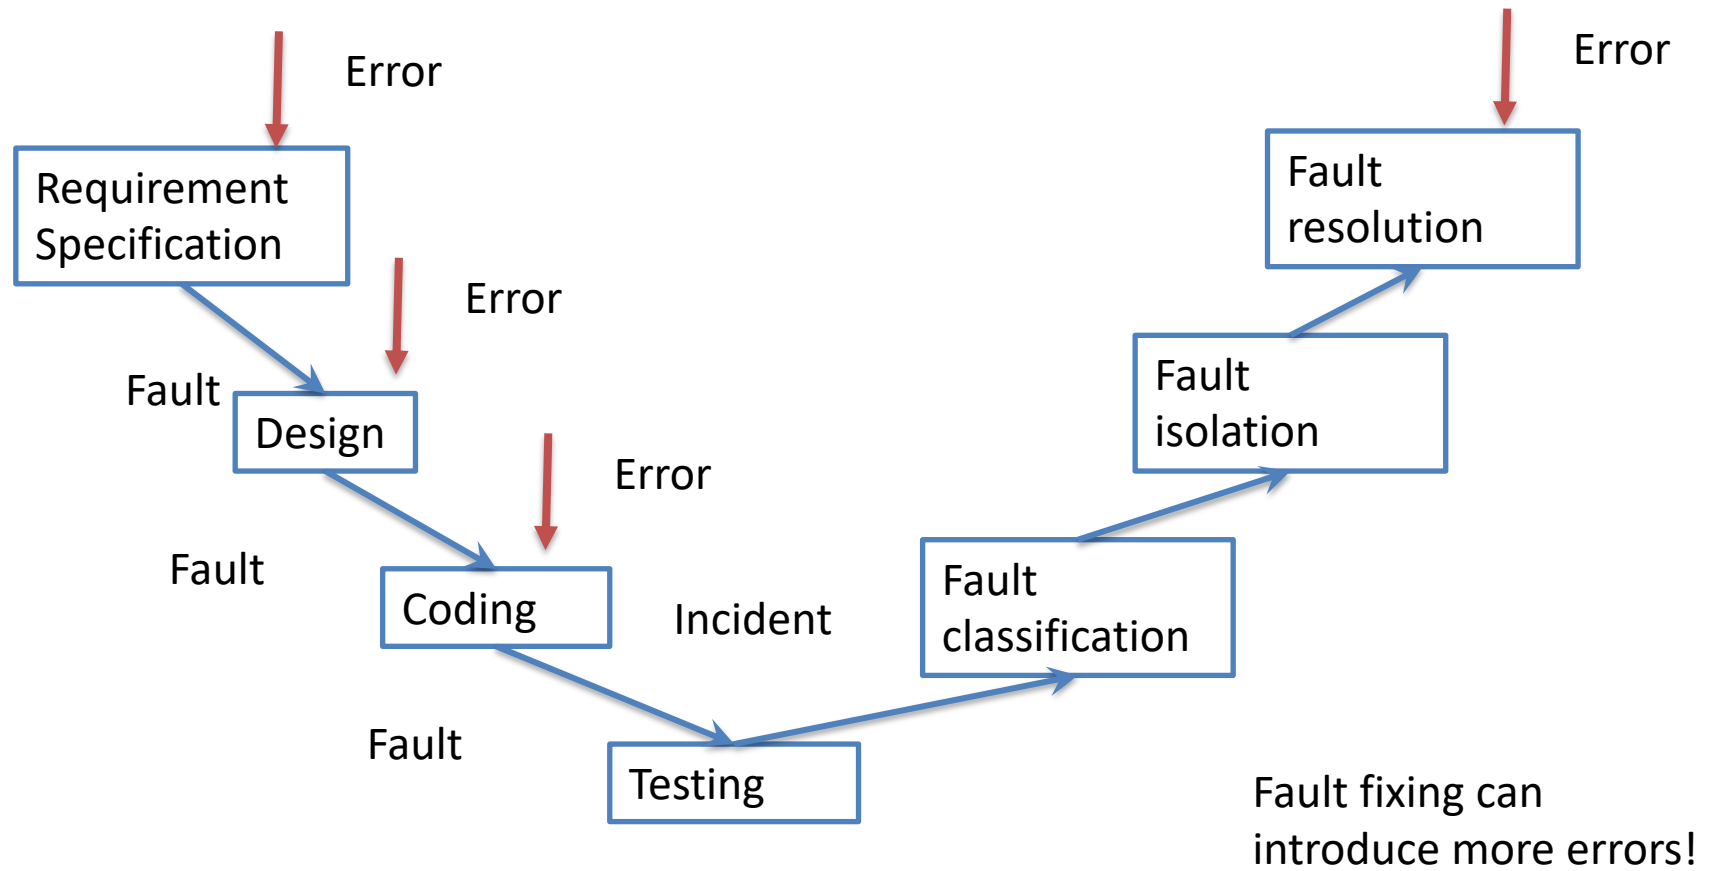 Error
Error
Requirement
Specification
Fault
resolution
Error
Fault
Design
Fault
isolation
Error
Fault
Coding
Incident
Fault
classification
Fault
Testing
Fault fixing can
introduce more errors!